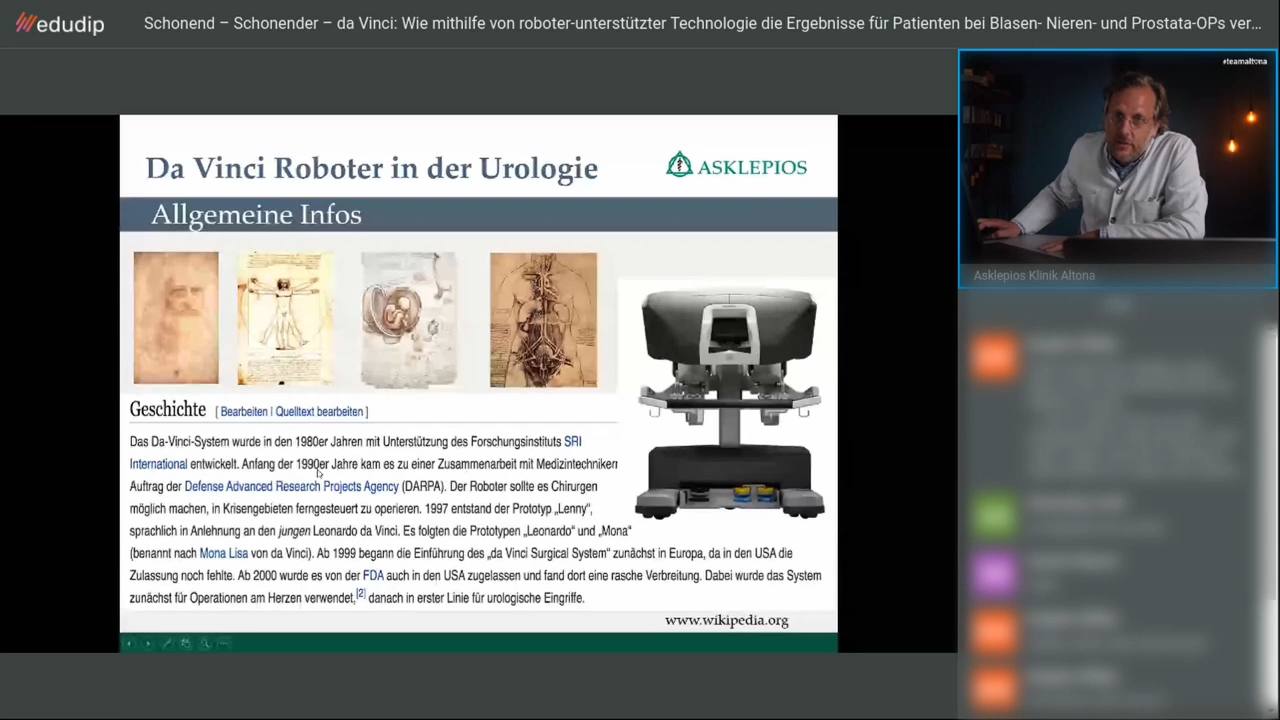 edudip
Schonend – Schonender – da Vinci: Wie mithilfe von roboter-unterstützter Technologie die Ergebnisse für Patienten bei Blasen- Nieren- und Prostata-OPs ver...
#teamaltona
Asklepios Klinik Altona
Da Vinci Roboter in der Urologie
ASKLEPIOS
Allgemeine Infos
Geschichte [ Bearbeiten | Quelltext bearbeiten ]
Das Da-Vinci-System wurde in den 1980er Jahren mit Unterstützung des Forschungsinstituts SRI
International entwickelt. Anfang der 1990er Jahre kam es zu einer Zusammenarbeit mit Medizintechnikern
Auftrag der Defense Advanced Research Projects Agency (DARPA). Der Roboter sollte es Chirurgen
möglich machen, in Krisengebieten ferngesteuert zu operieren. 1997 entstand der Prototyp „Lenny“,
sprachlich in Anlehnung an den jungen Leonardo da Vinci. Es folgten die Prototypen „Leonardo“ und „Mona“
(benannt nach Mona Lisa von da Vinci). Ab 1999 begann die Einführung des „da Vinci Surgical System“ zunächst in Europa, da in den USA die
Zulassung noch fehlte. Ab 2000 wurde es von der FDA auch in den USA zugelassen und fand dort eine rasche Verbreitung. Dabei wurde das System
zunächst für Operationen am Herzen verwendet,[2] danach in erster Linie für urologische Eingriffe.
www.wikipedia.org